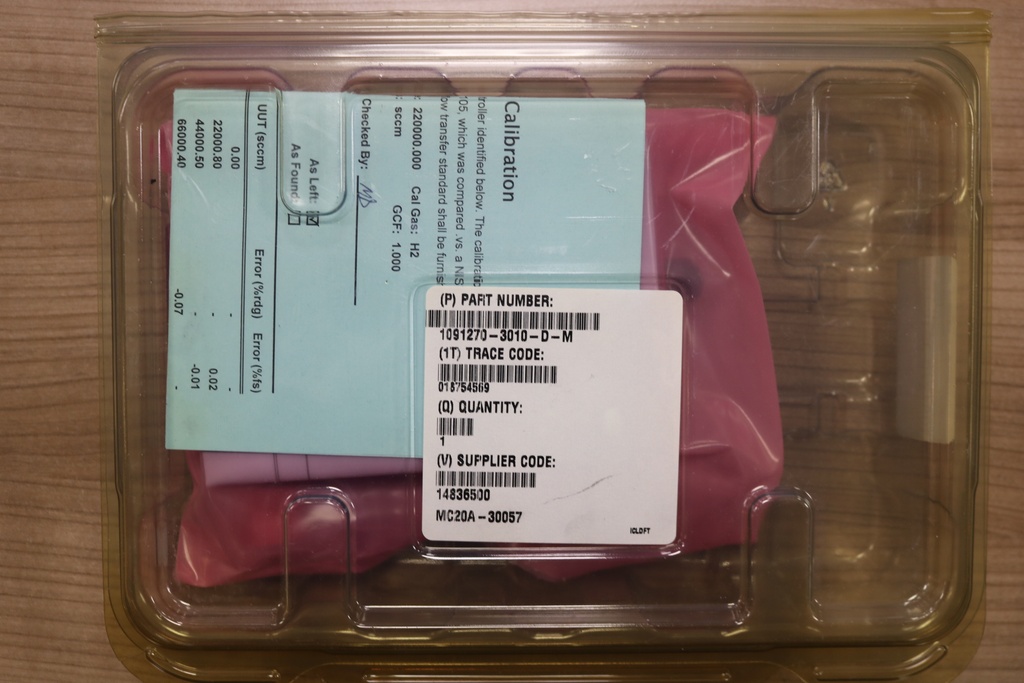 Calibration
roller identified below. The calibratic
'05, which was compared .vs. a NIS
ow transfer standard shall be furnis
: 220000.000 Cal Gas: H2
: sccm GCF: 1.000
Checked By:
As Left:
As Found
UUT (sccm) Error (%rdg) Error (%fs)
0.00 - -
22000.80 - 0.02
44000.50 - -0.01
66000.40 -0.07 -
(P) PART NUMBER:
1091270-3010-D-M
(1T) TRACE CODE:
018754569
(Q) QUANTITY:
1
(V) SUPPLIER CODE:
14836500
MC20A-30057
ICLDFT